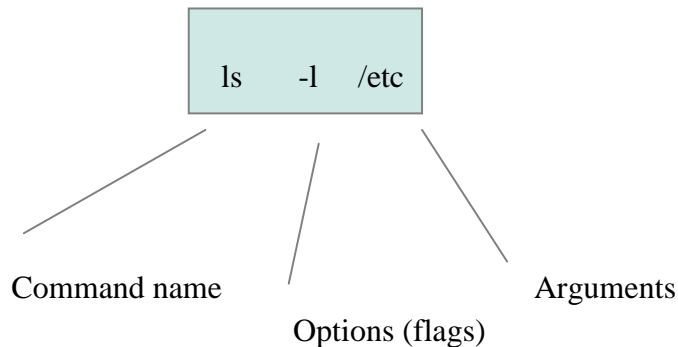 ls -l /etc
Command name
Arguments
Options (flags)